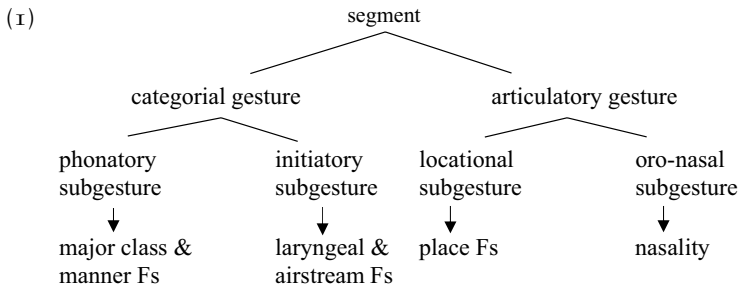 (1) segment
categorial gesture articulatory gesture
phonatory initiatory locational oro-nasal
subgesture subgesture subgesture subgesture
major class & laryngeal & place Fs nasality
manner Fs airstream Fs